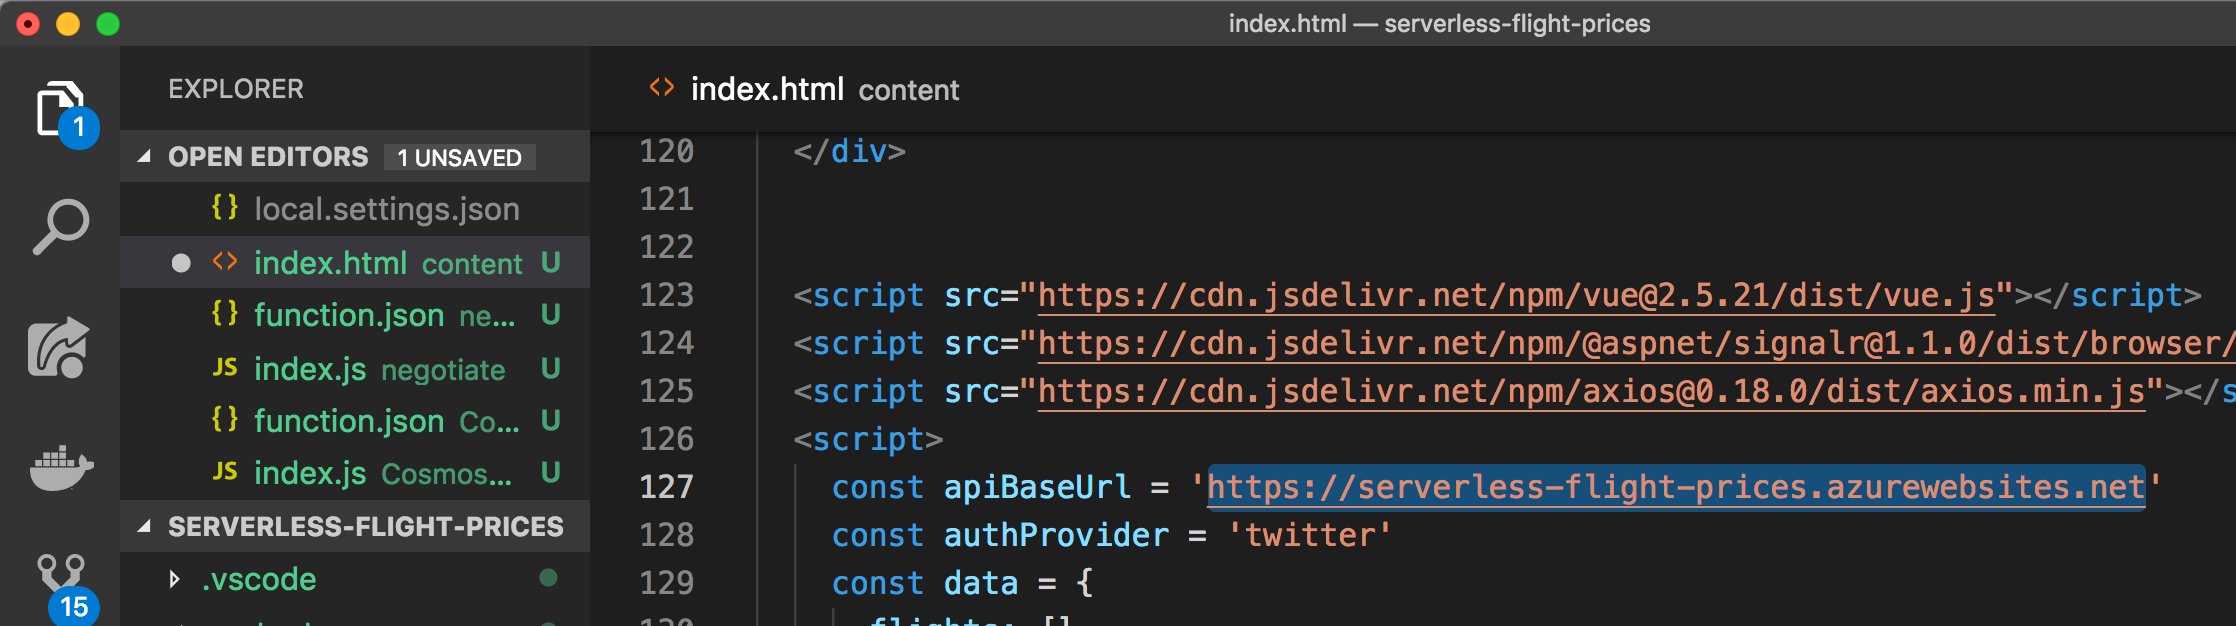 index.html — serverless-flight-prices
1
EXPLORER
OPEN EDITORS 1 UNSAVED
{} local.settings.json
<> index.html content U
{} function.json ne... U
JS index.js negotiate U
{} function.json Co... U
JS index.js Cosmos... U
SERVERLESS-FLIGHT-PRICES
.vscode
15
<> index.html content
120 </div>
121
122
123 <script src="https://cdn.jsdelivr.net/npm/vue@2.5.21/dist/vue.js"></script>
124 <script src="https://cdn.jsdelivr.net/npm/@aspnet/signalr@1.1.0/dist/browser/
125 <script src="https://cdn.jsdelivr.net/npm/axios@0.18.0/dist/axios.min.js"></s
126 <script>
127 const apiBaseUrl = 'https://serverless-flight-prices.azurewebsites.net'
128 const authProvider = 'twitter'
129 const data = {
130 flights: []